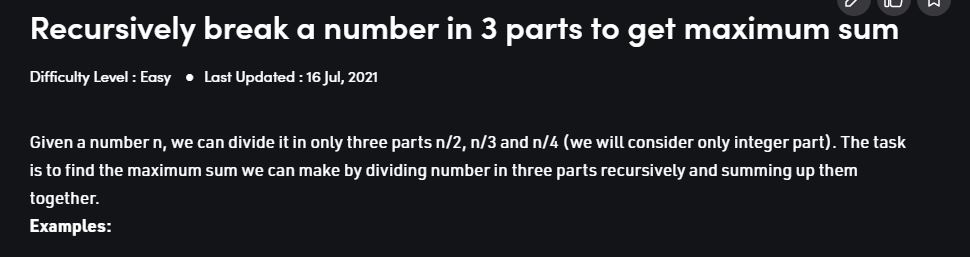 Recursively break a number in 3 parts to get maximum sum
Difficulty Level : Easy ● Last Updated : 16 Jul, 2021
Given a number n, we can divide it in only three parts n/2, n/3 and n/4 (we will consider only integer part). The task
is to find the maximum sum we can make by dividing number in three parts recursively and summing up them
together.
Examples: